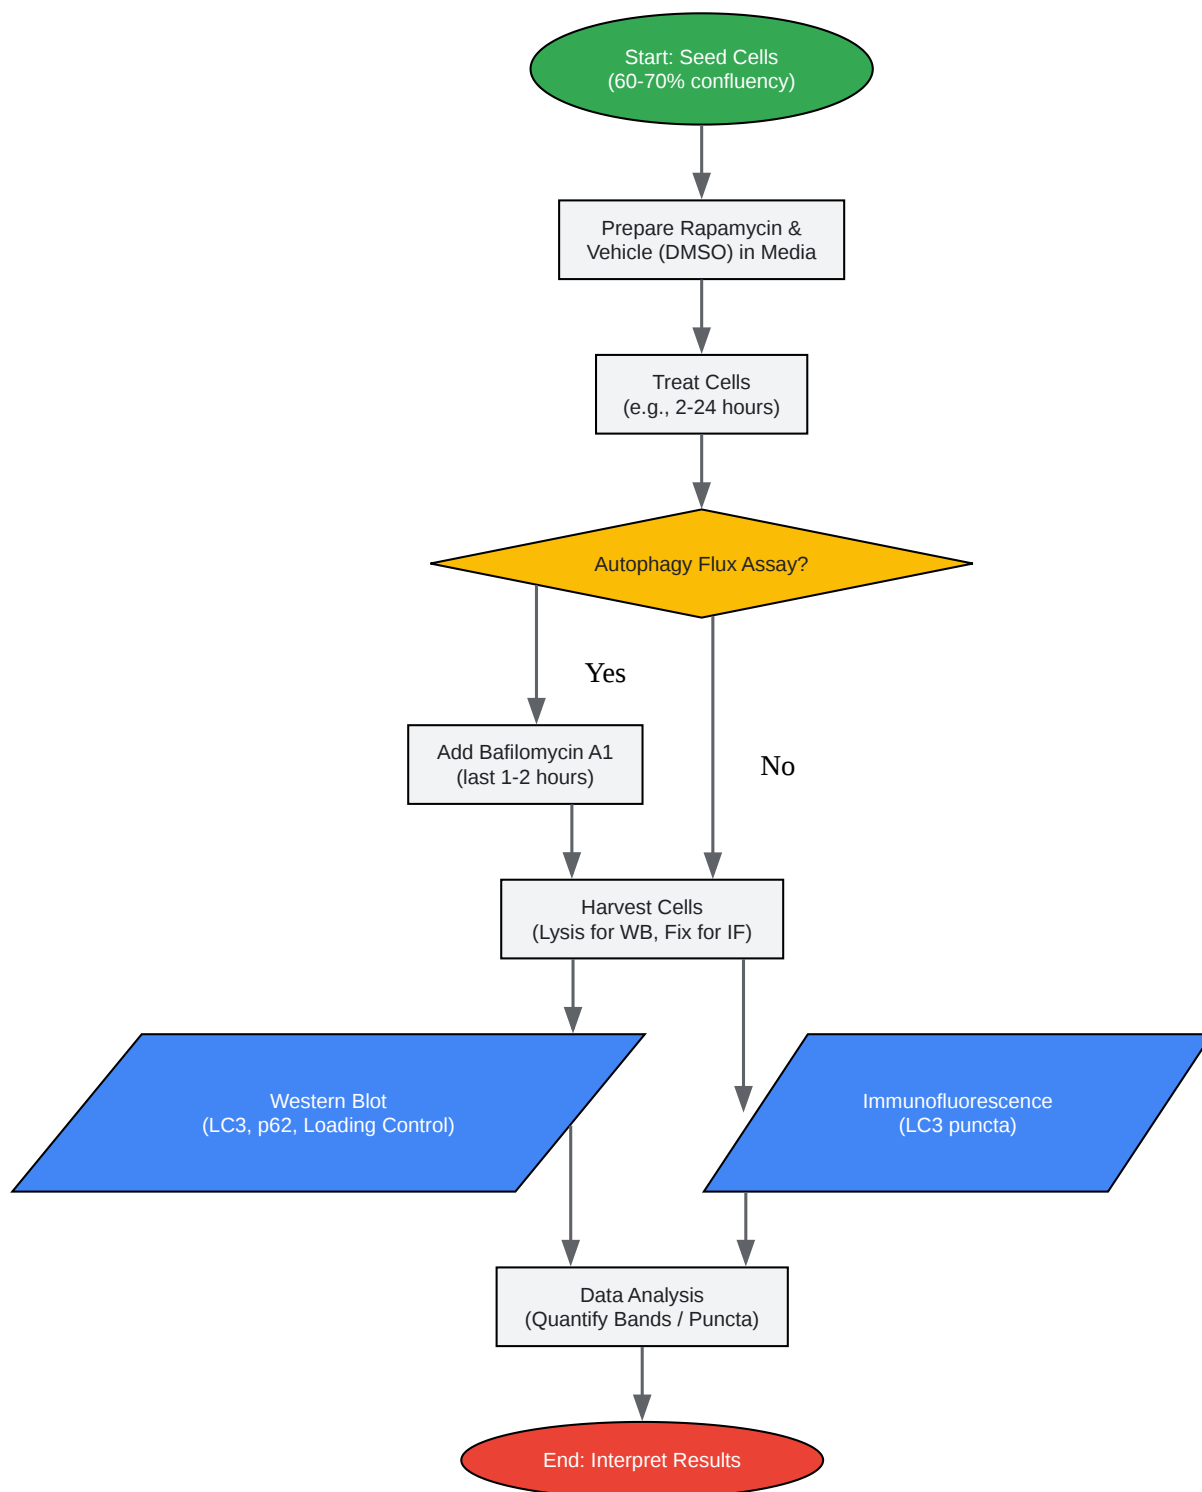 Start: Seed Cells
(60-70% confluency)
Prepare Rapamycin &
Vehicle (DMSO) in Media
Treat Cells
(e.g., 2-24 hours)
Autophagy Flux Assay?
Yes
Add Bafilomycin A1
(last 1-2 hours)
No
Harvest Cells
(Lysis for WB, Fix for IF)
Western Blot
(LC3, p62, Loading Control)
Immunofluorescence
(LC3 puncta)
Data Analysis
(Quantify Bands / Puncta)
End: Interpret Results